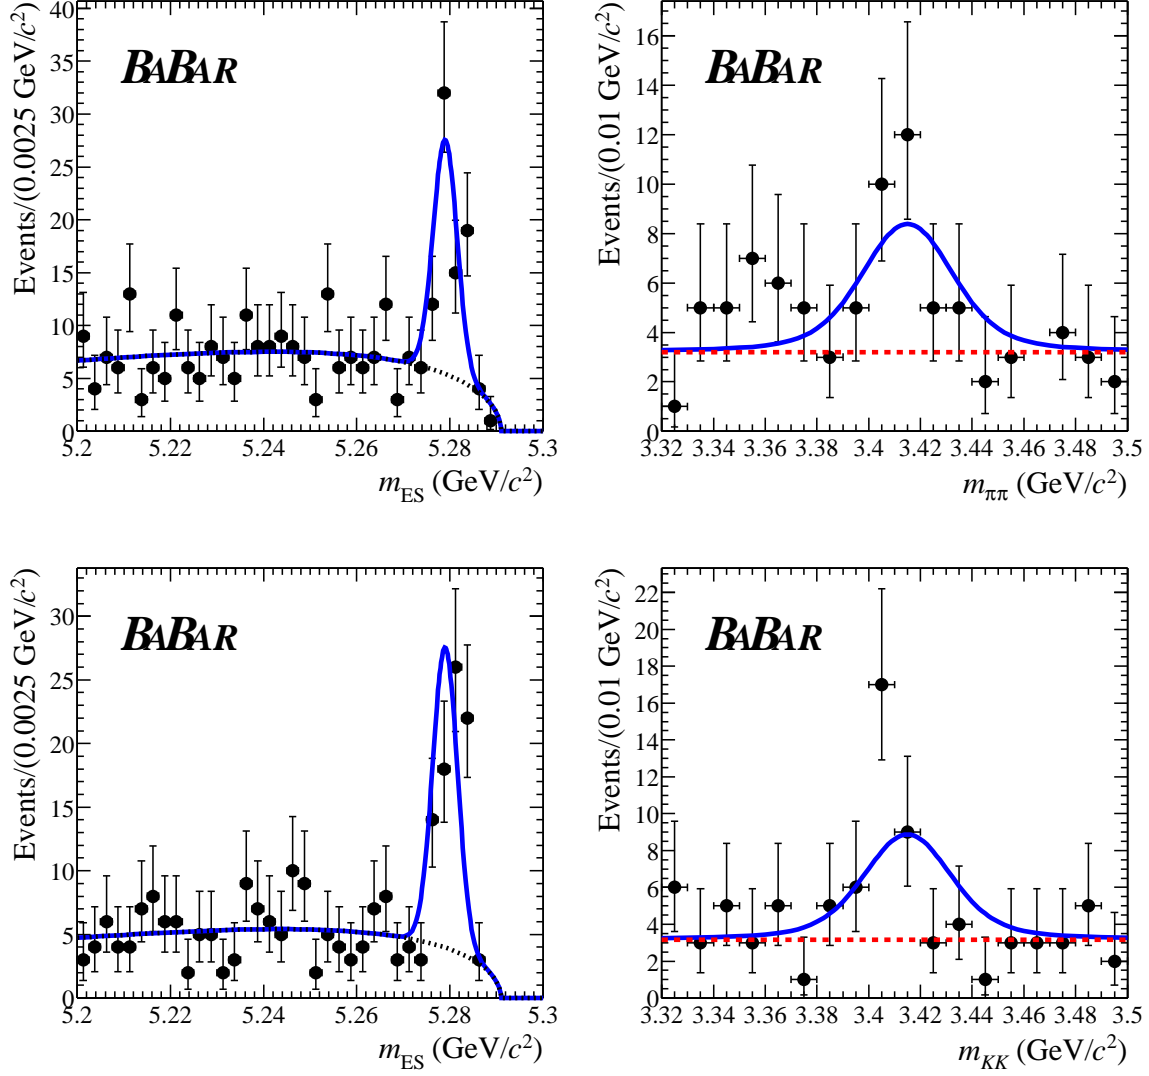 Events/(0.0025 GeV/c²)
40
35
30
25
20
15
10
5
0
BABAR
5.2 5.22 5.24 5.26 5.28 5.3
m_ES (GeV/c²)
Events/(0.01 GeV/c²)
16
14
12
10
8
6
4
2
0
BABAR
3.32 3.34 3.36 3.38 3.4 3.42 3.44 3.46 3.48 3.5
m_ππ (GeV/c²)
Events/(0.0025 GeV/c²)
30
25
20
15
10
5
0
BABAR
5.2 5.22 5.24 5.26 5.28 5.3
m_ES (GeV/c²)
Events/(0.01 GeV/c²)
22
20
18
16
14
12
10
8
6
4
2
0
BABAR
3.32 3.34 3.36 3.38 3.4 3.42 3.44 3.46 3.48 3.5
m_KK (GeV/c²)